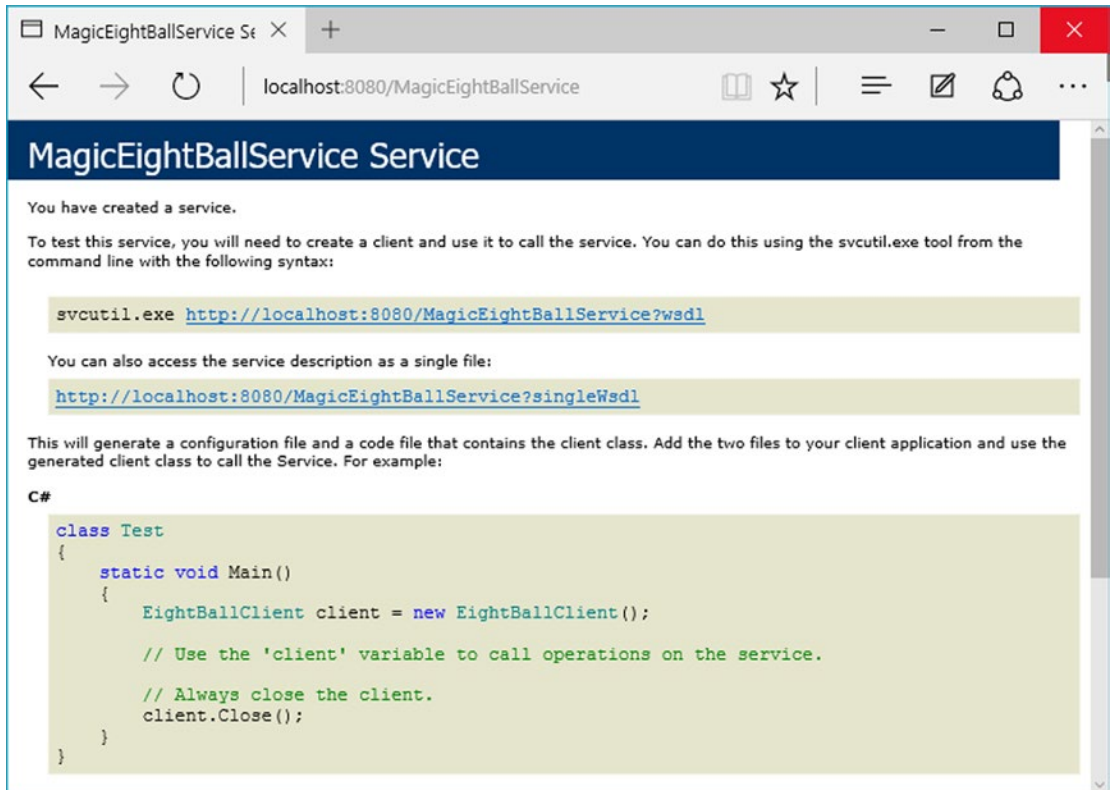 MagicEightBallService Se
localhost:8080/MagicEightBallService
MagicEightBallService Service
You have created a service.
To test this service, you will need to create a client and use it to call the service. You can do this using the svcutil.exe tool from the
command line with the following syntax:
svcutil.exe http://localhost:8080/MagicEightBallService?wsdl
You can also access the service description as a single file:
http://localhost:8080/MagicEightBallService?singleWsdl
This will generate a configuration file and a code file that contains the client class. Add the two files to your client application and use the
generated client class to call the Service. For example:
C#
class Test
{
    static void Main()
    {
        EightBallClient client = new EightBallClient();
        // Use the 'client' variable to call operations on the service.
        // Always close the client.
        client.Close();
    }
}